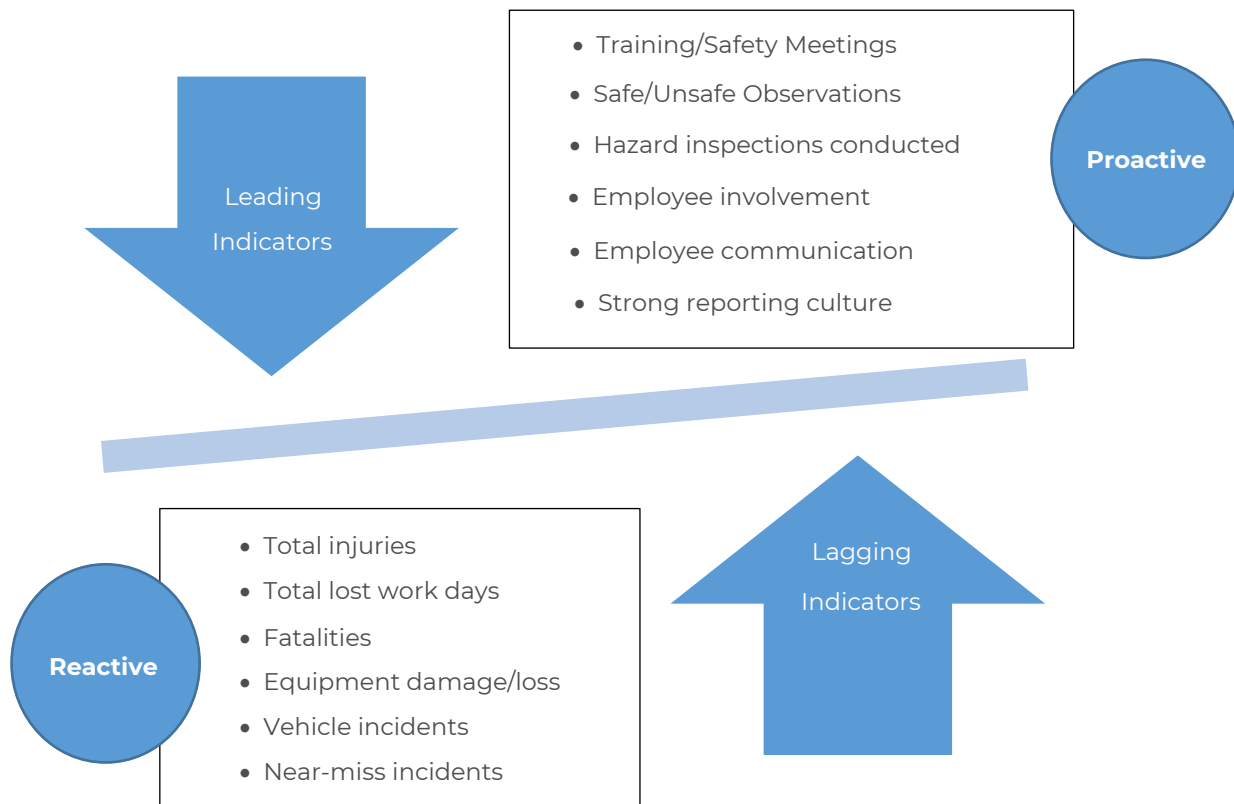 Leading
Indicators
• Training/Safety Meetings
• Safe/Unsafe Observations
• Hazard inspections conducted
• Employee involvement
• Employee communication
• Strong reporting culture
Proactive
Reactive
• Total injuries
• Total lost work days
• Fatalities
• Equipment damage/loss
• Vehicle incidents
• Near-miss incidents
Lagging
Indicators